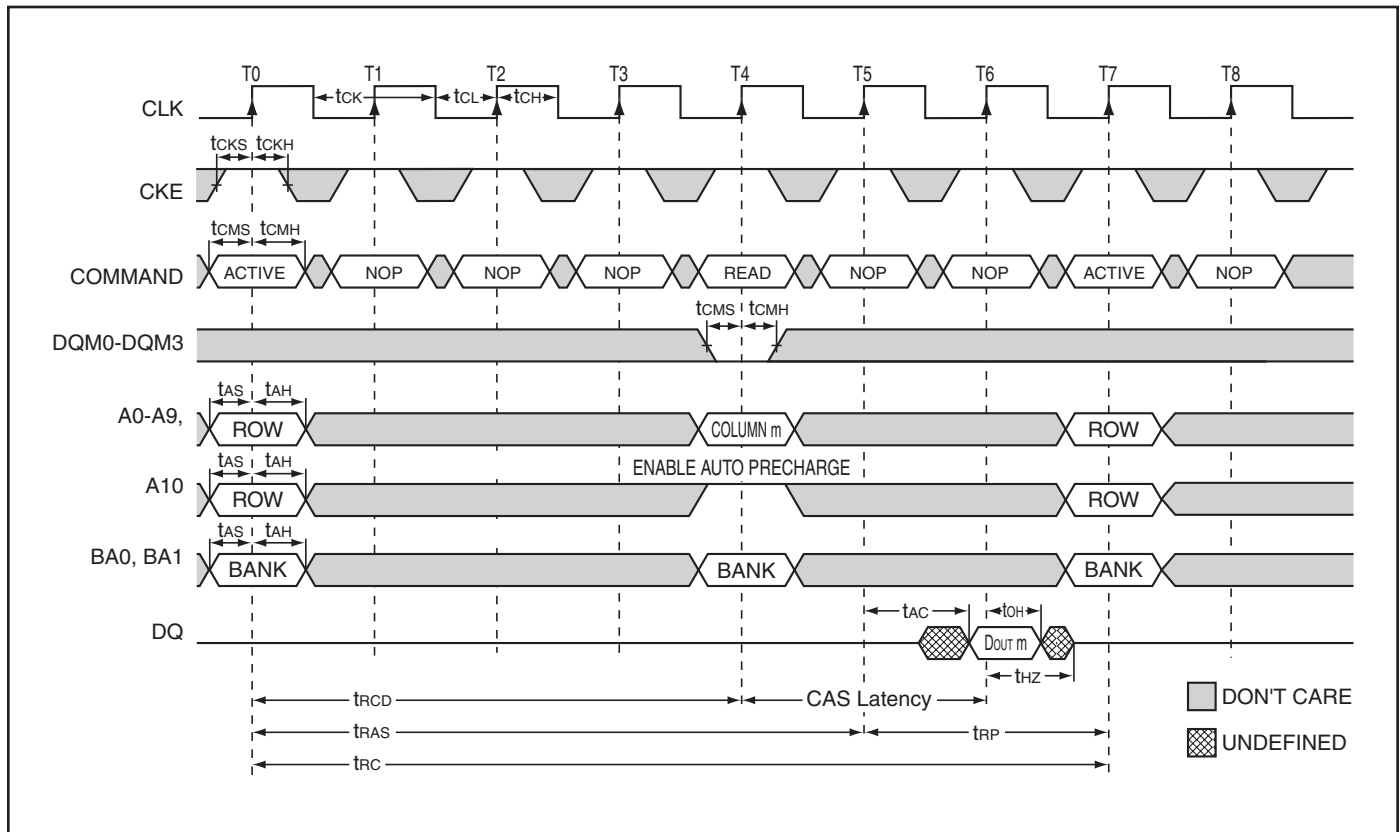 T0 T1 T2 T3 T4 T5 T6 T7 T8
CLK tCK tCL tCH
tCKS tCKH
CKE
tCMS tCMH
COMMAND ACTIVE NOP NOP NOP READ NOP NOP ACTIVE NOP
tCMS tCMH
DQM0-DQM3
tAS tAH
A0-A9, ROW COLUMN m ROW
tAS tAH ENABLE AUTO PRECHARGE
A10 ROW ROW
tAS tAH
BA0, BA1 BANK BANK BANK
tAC tOH
DQ DOUT m
tHZ
tRCD CAS Latency DON'T CARE
tRAS tRP UNDEFINED
tRC